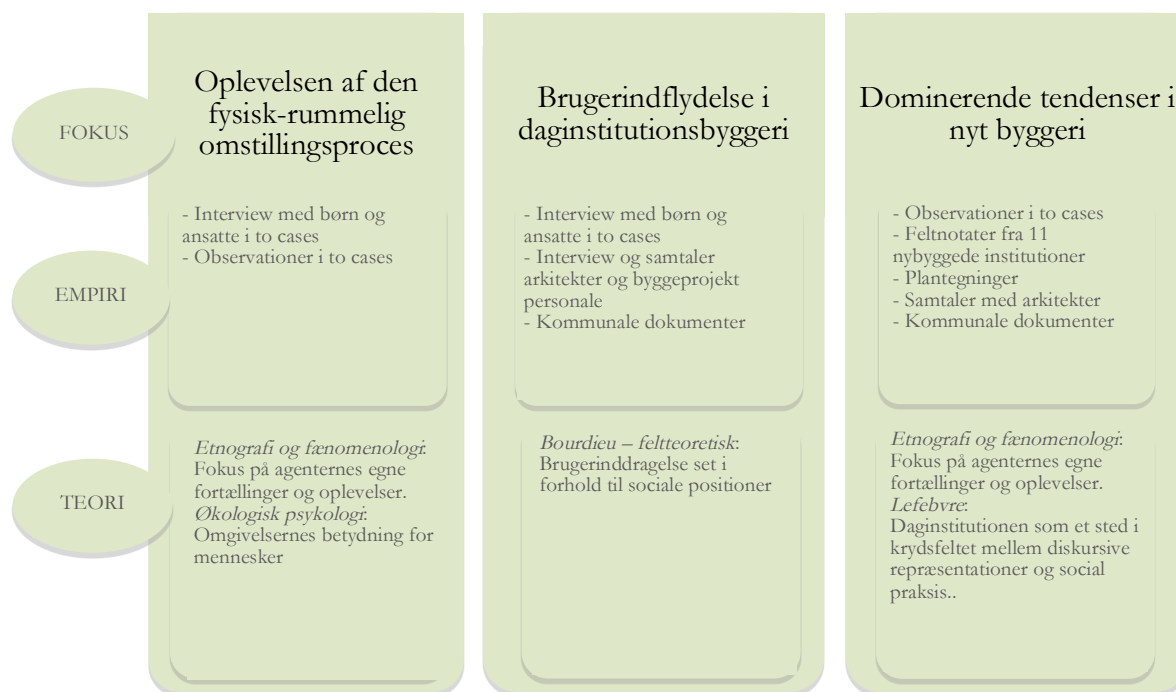 FOKUS
Oplevelsen af den
fysisk-rummelig
omstillingsproces
Brugerindflydelse i
daginstitutionsbyggeri
Dominerende tendenser i
nyt byggeri
EMPIRI
- Interview med børn og
ansatte i to cases
- Observationer i to cases
- Interview med børn og
ansatte i to cases
- Interview og samtaler
arkitekter og byggeprojekt
personale
- Kommunale dokumenter
- Observationer i to cases
- Feltnotater fra 11
nybyggede institutioner
- Plantegninger
- Samtaler med arkitekter
- Kommunale dokumenter
TEORI
Etnografi og fænomenologi:
Fokus på agenternes egne
fortællinger og oplevelser.
Økologisk psykologi:
Omgivelsernes betydning for
mennesker
Bourdieu – feltteoretisk:
Brugerinddragelse set i
forhold til sociale positioner
Etnografi og fænomenologi:
Fokus på agenternes egne
fortællinger og oplevelser.
Lefebvre:
Daginstitutionen som et sted i
krydsfeltet mellem diskursive
repræsentationer og social
praksis..